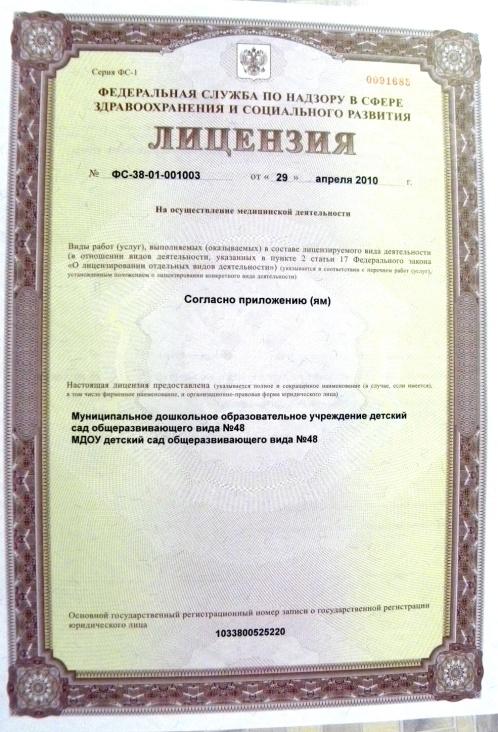 Серия ФС-1
0091685
ФЕДЕРАЛЬНАЯ СЛУЖБА ПО НАДЗОРУ В СФЕРЕ
ЗДРАВООХРАНЕНИЯ И СОЦИАЛЬНОГО РАЗВИТИЯ
ЛИЦЕНЗИЯ
№ ФС-38-01-001003 от « 29 » апреля 2010 г.
На осуществление медицинской деятельности
Виды работ (услуг), выполняемых (оказываемых) в составе лицензируемого вида деятельности
(в отношении видов деятельности, указанных в пункте 2 статьи 17 Федерального закона
«О лицензировании отдельных видов деятельности») (указывается в соответствии с перечнем работ (услуг),
установленным положением о лицензировании конкретного вида деятельности)
Согласно приложению (ям)
Настоящая лицензия предоставлена (указывается полное и сокращенное наименование (в случае, если имеется),
в том числе фирменное наименование, и организационно-правовая форма юридического лица)
Муниципальное дошкольное образовательное учреждение детский
сад общеразвивающего вида №48
МДОУ детский сад общеразвивающего вида №48
Основной государственный регистрационный номер записи о государственной регистрации
юридического лица
1033800525220